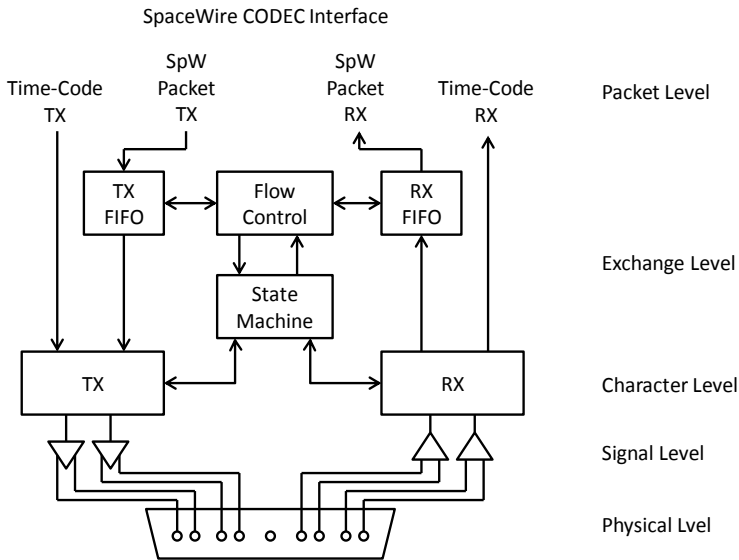 SpaceWire CODEC Interface
Time-Code
TX
SpW
Packet
TX
SpW
Packet
RX
Time-Code
RX
Packet Level
TX
FIFO
Flow
Control
RX
FIFO
Exchange Level
State
Machine
TX
RX
Character Level
Signal Level
Physical Lvel